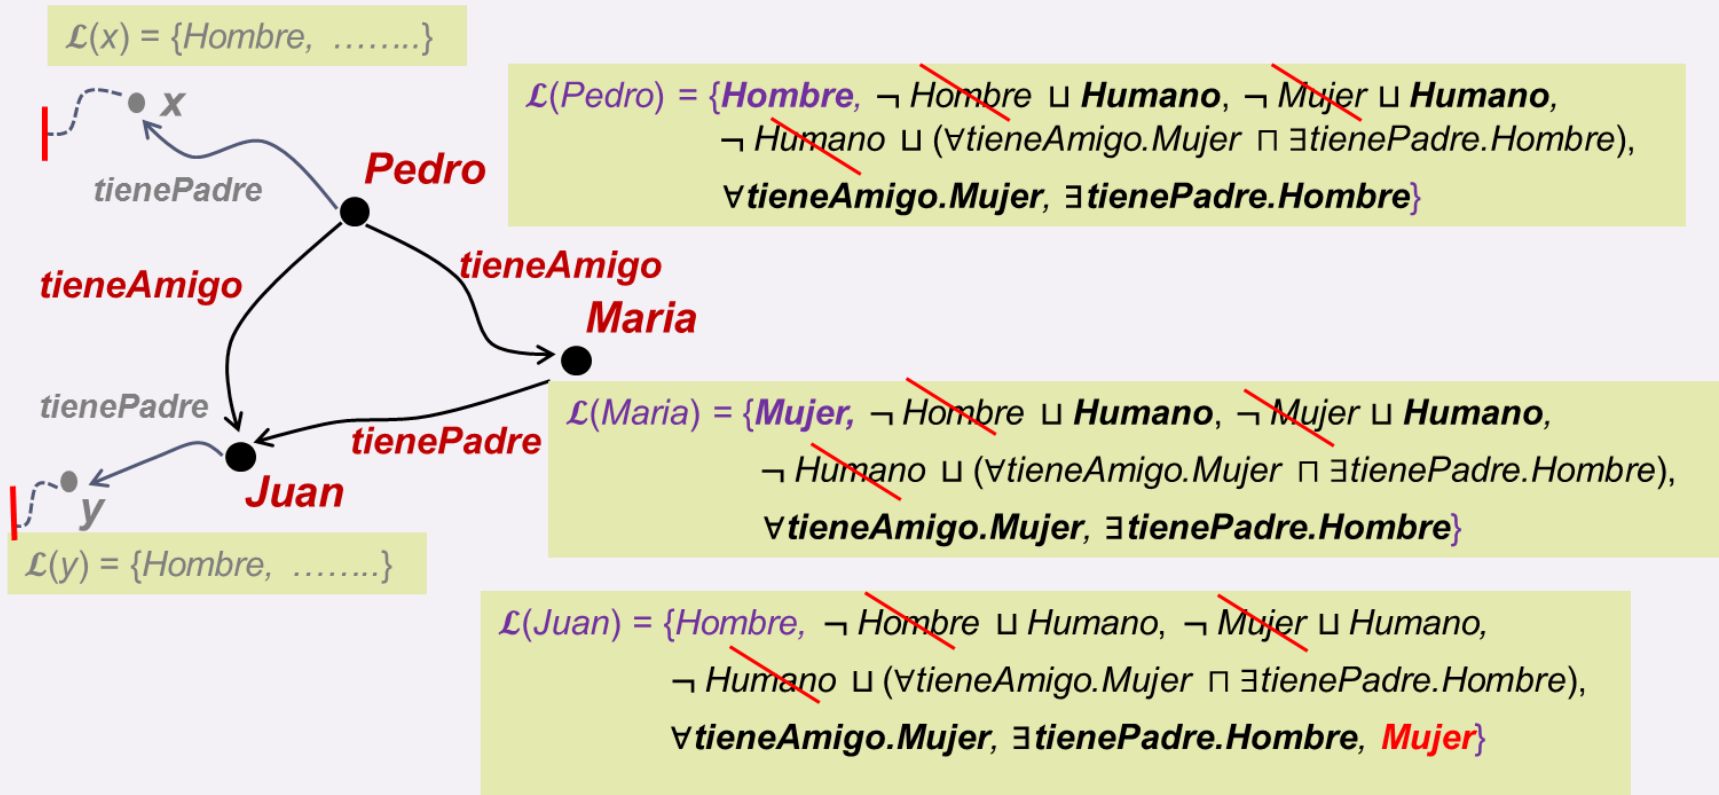 ℒ(x) = {Hombre, ……...}
x
tienePadre
Pedro
ℒ(Pedro) = {Hombre, ¬ Hombre ⊔ Humano, ¬ Mujer ⊔ Humano,
¬ Humano ⊔ (∀tieneAmigo.Mujer ⊓ ∃tienePadre.Hombre),
∀tieneAmigo.Mujer, ∃tienePadre.Hombre}
tieneAmigo
tieneAmigo
Maria
tienePadre
tienePadre
Juan
y
ℒ(Maria) = {Mujer, ¬ Hombre ⊔ Humano, ¬ Mujer ⊔ Humano,
¬ Humano ⊔ (∀tieneAmigo.Mujer ⊓ ∃tienePadre.Hombre),
∀tieneAmigo.Mujer, ∃tienePadre.Hombre}
ℒ(y) = {Hombre, ……...}
ℒ(Juan) = {Hombre, ¬ Hombre ⊔ Humano, ¬ Mujer ⊔ Humano,
¬ Humano ⊔ (∀tieneAmigo.Mujer ⊓ ∃tienePadre.Hombre),
∀tieneAmigo.Mujer, ∃tienePadre.Hombre, Mujer}